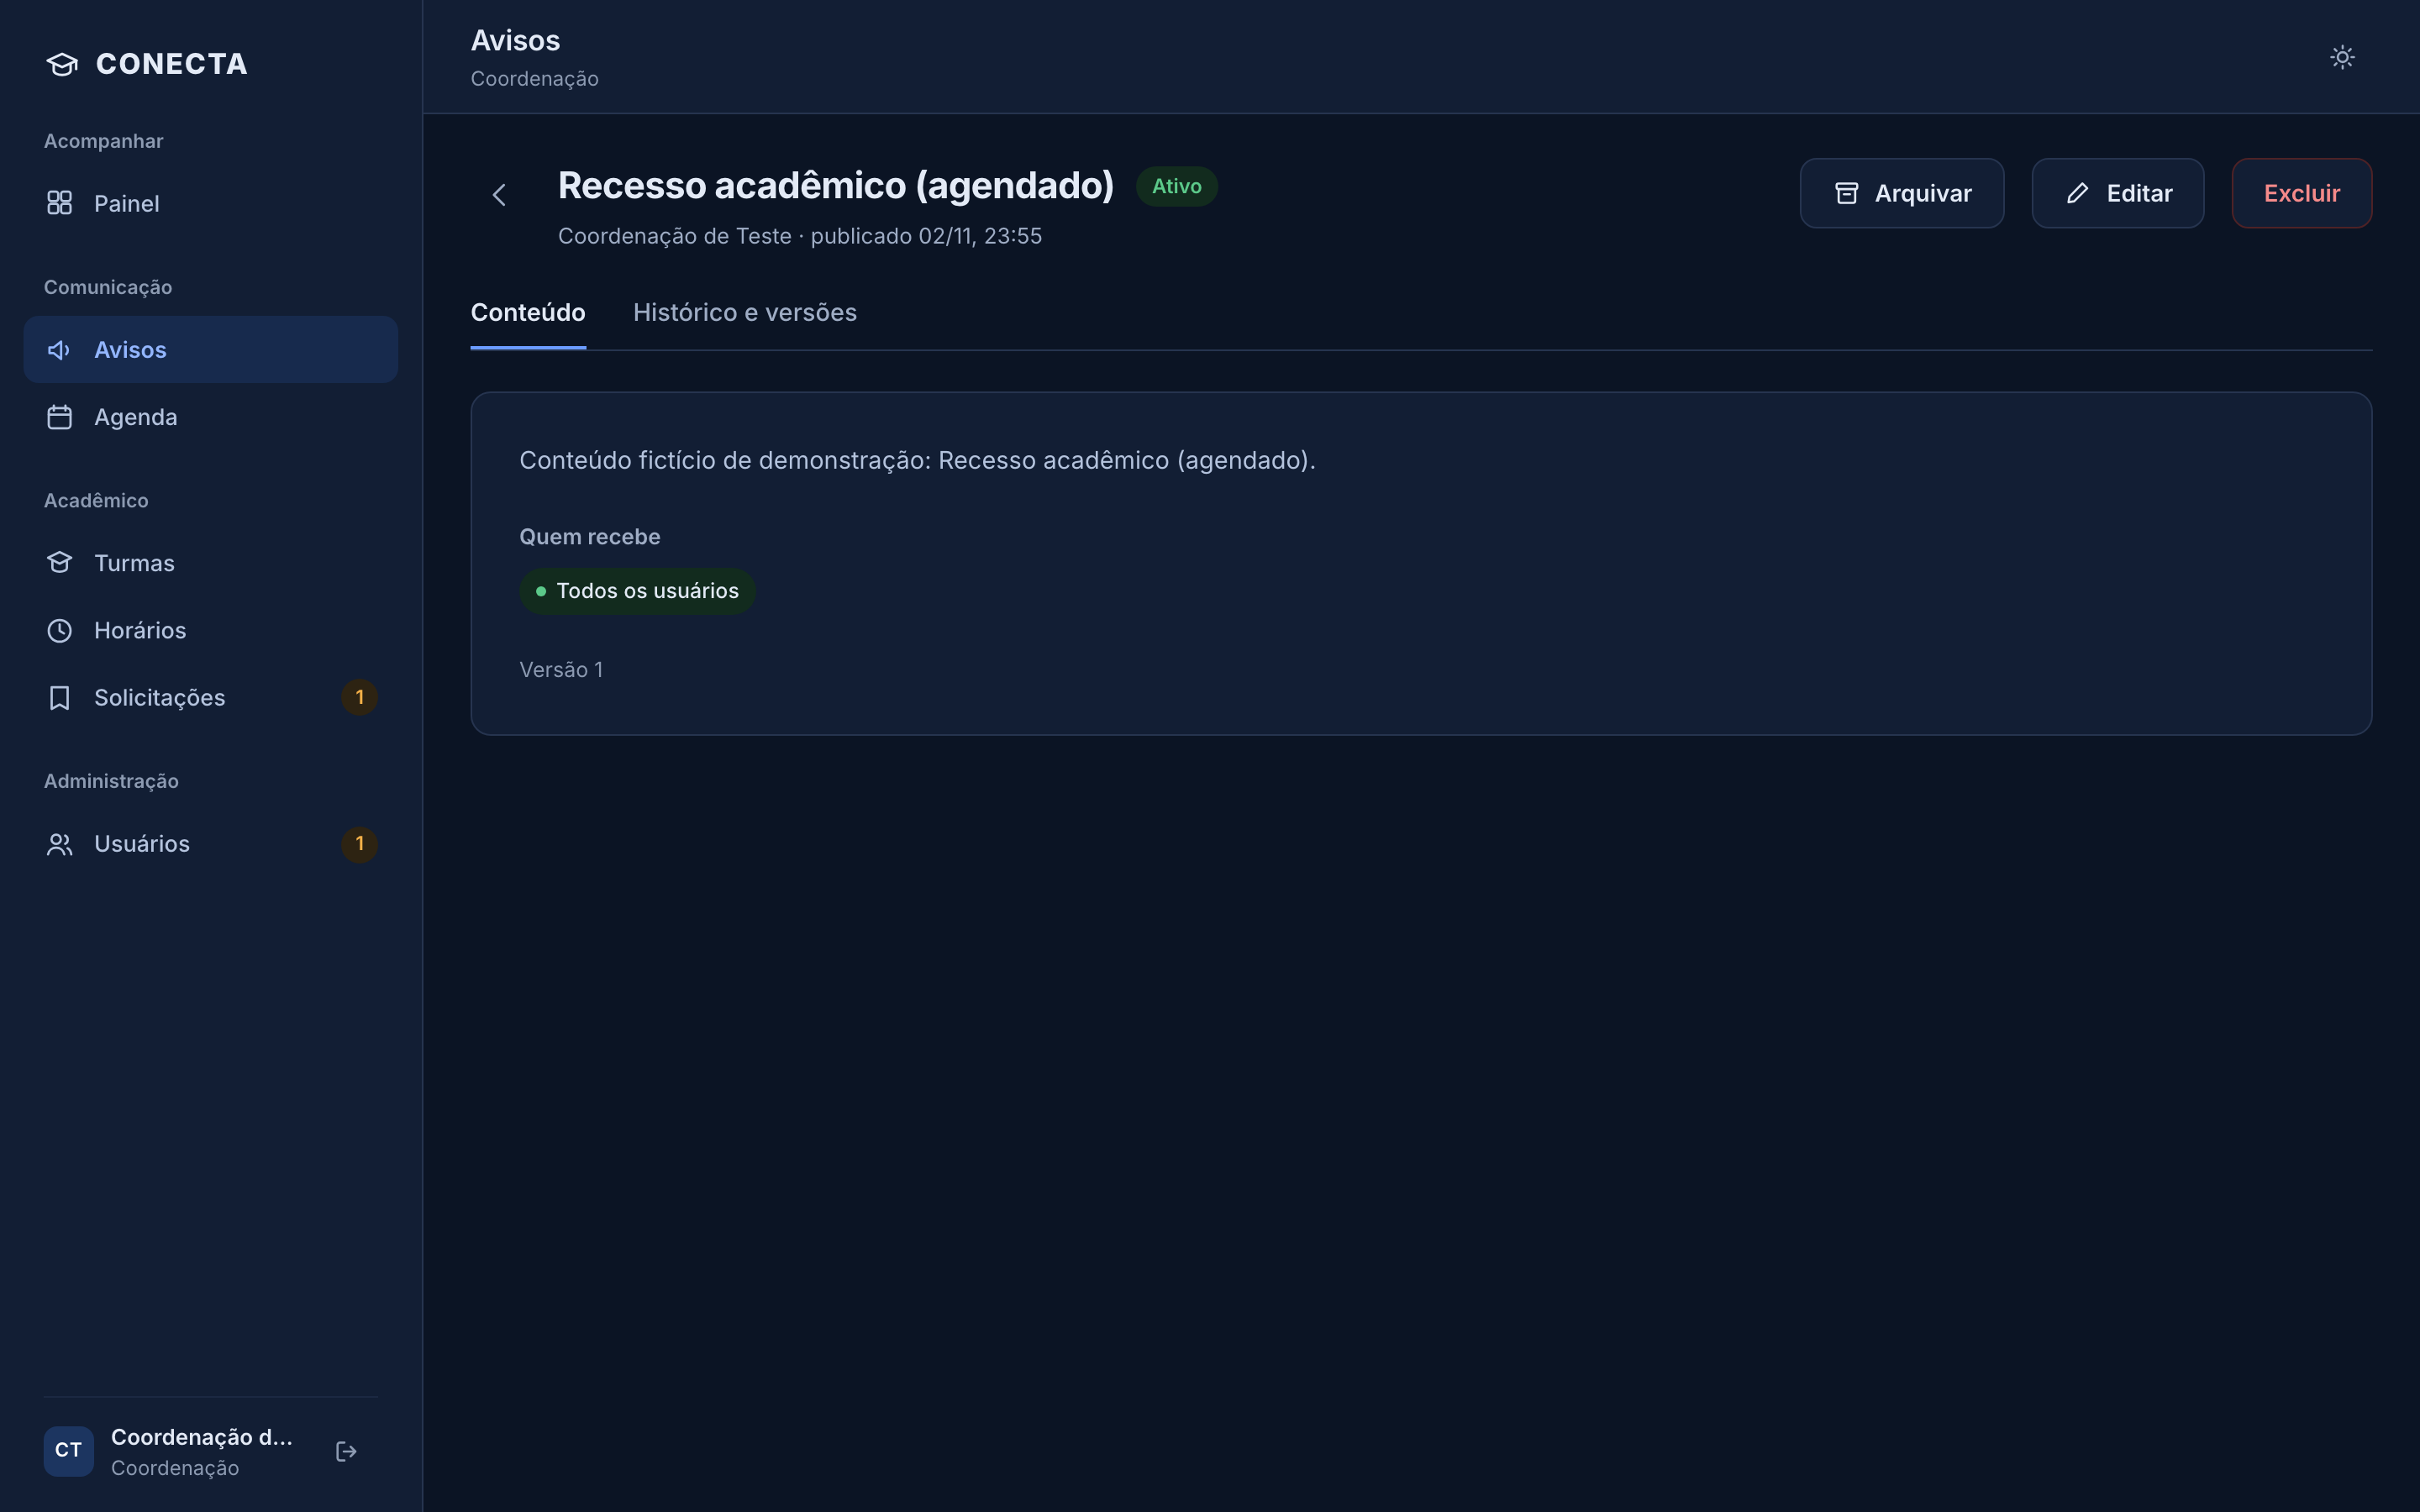 CONECTA
Acompanhar
Painel
Comunicação
Avisos
Agenda
Acadêmico
Turmas
Horários
Solicitações 1
Administração
Usuários 1
CT
Coordenação d...
Coordenação
Avisos
Coordenação
Recesso acadêmico (agendado) Ativo
Coordenação de Teste · publicado 02/11, 23:55
Arquivar Editar Excluir
Conteúdo Histórico e versões
Conteúdo fictício de demonstração: Recesso acadêmico (agendado).
Quem recebe
Todos os usuários
Versão 1